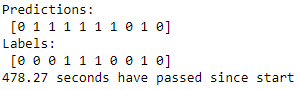 Predictions:
[0 1 1 1 1 1 1 0 1 0]
Labels:
[0 0 0 1 1 1 0 0 1 0]
478.27 seconds have passed since start